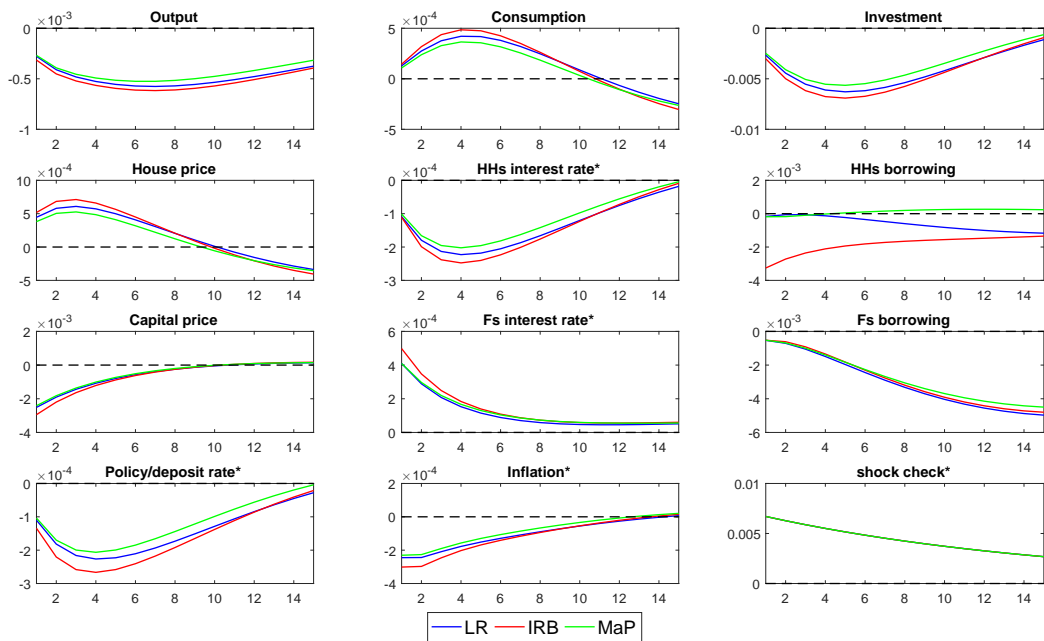 Output
×10⁻³
0
-0.5
-1
2 4 6 8 10 12 14
Consumption
×10⁻⁴
5
0
-5
2 4 6 8 10 12 14
Investment
0
-0.005
-0.01
2 4 6 8 10 12 14
House price
×10⁻⁴
10
5
0
-5
2 4 6 8 10 12 14
HHs interest rate*
×10⁻⁴
0
-1
-2
-3
2 4 6 8 10 12 14
HHs borrowing
×10⁻³
2
0
-2
-4
2 4 6 8 10 12 14
Capital price
×10⁻³
2
0
-2
-4
2 4 6 8 10 12 14
Fs interest rate*
×10⁻⁴
6
4
2
0
2 4 6 8 10 12 14
Fs borrowing
×10⁻³
0
-2
-4
-6
2 4 6 8 10 12 14
Policy/deposit rate*
×10⁻⁴
0
-1
-2
-3
2 4 6 8 10 12 14
Inflation*
×10⁻⁴
2
0
-2
-4
2 4 6 8 10 12 14
shock check*
0.01
0.005
0
2 4 6 8 10 12 14
LR IRB MaP